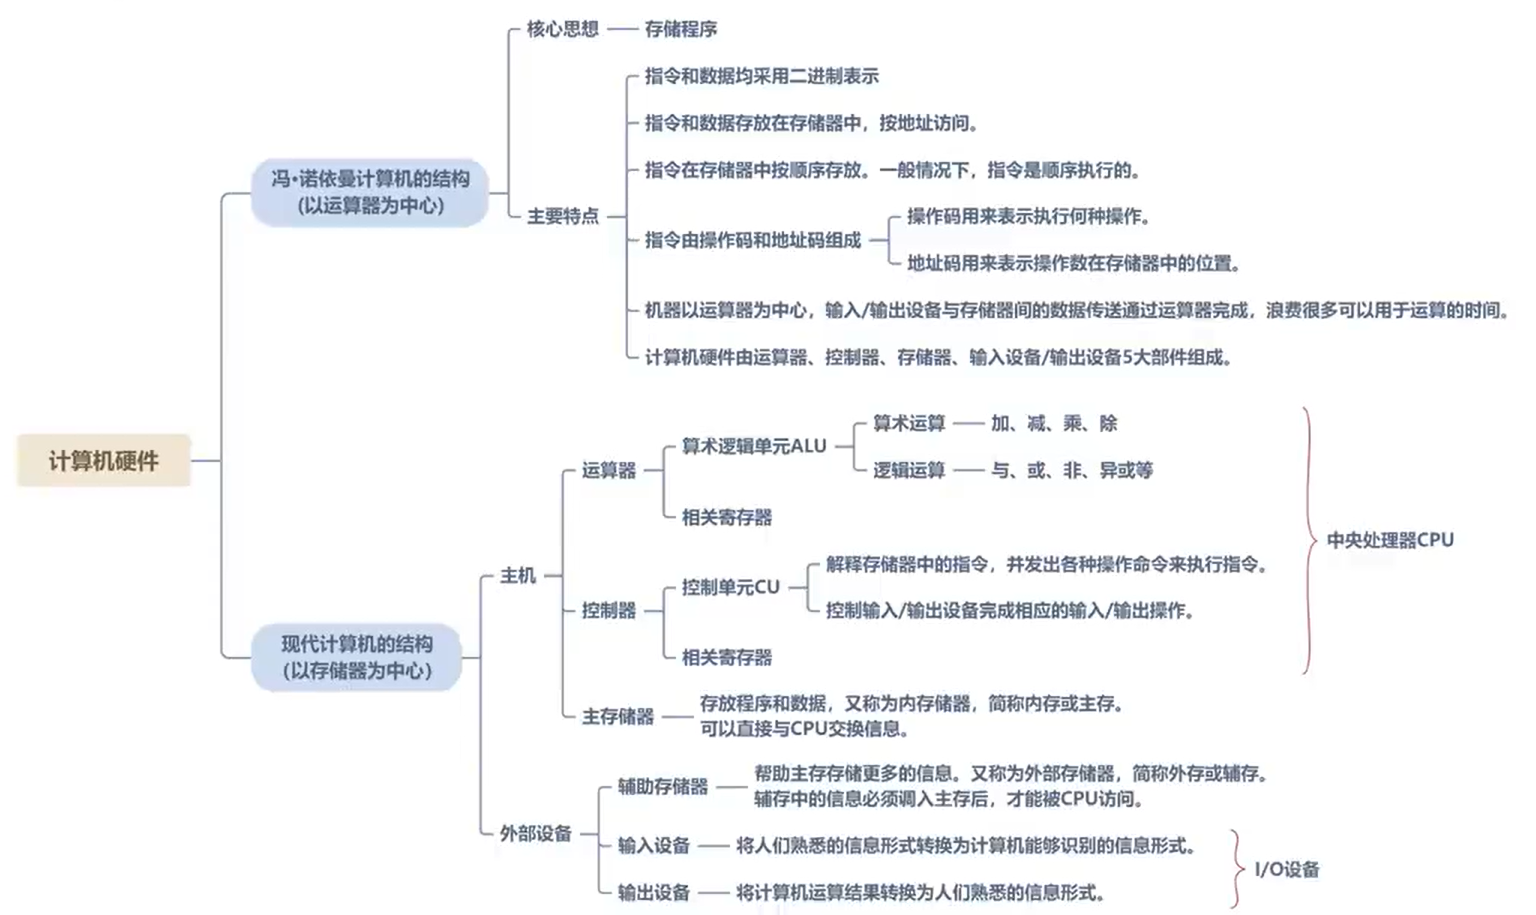 计算机硬件
冯•诺依曼计算机的结构
(以运算器为中心)
核心思想
存储程序
主要特点
指令和数据均采用二进制表示
指令和数据存放在存储器中，按地址访问。
指令在存储器中按顺序存放。一般情况下，指令是顺序执行的。
指令由操作码和地址码组成
操作码用来表示执行何种操作。
地址码用来表示操作数在存储器中的位置。
机器以运算器为中心，输入/输出设备与存储器间的数据传送通过运算器完成，浪费很多可以用于运算的时间。
计算机硬件由运算器、控制器、存储器、输入设备/输出设备5大部件组成。
现代计算机的结构
(以存储器为中心)
主机
运算器
算术逻辑单元ALU
算术运算
加、减、乘、除
逻辑运算
与、或、非、异或等
相关寄存器
控制器
控制单元CU
解释存储器中的指令，并发出各种操作命令来执行指令。
控制输入/输出设备完成相应的输入/输出操作。
相关寄存器
中央处理器CPU
主存储器
存放程序和数据，又称为内存储器，简称内存或主存。
可以直接与CPU交换信息。
外部设备
辅助存储器
帮助主存存储更多的信息。又称为外部存储器，简称外存或辅存。
辅存中的信息必须调入主存后，才能被CPU访问。
输入设备
将人们熟悉的信息形式转换为计算机能够识别的信息形式。
输出设备
将计算机运算结果转换为人们熟悉的信息形式。
I/O设备